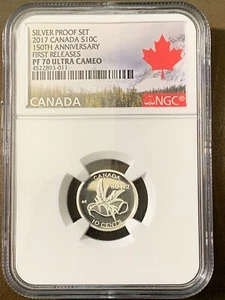 SILVER PROOF SET
2017 CANADA S10C
150TH ANNIVERSARY
FIRST RELEASES
PF 70 ULTRA CAMEO
4522893-011
CANADA
NGC
CANADA
10 CENTS